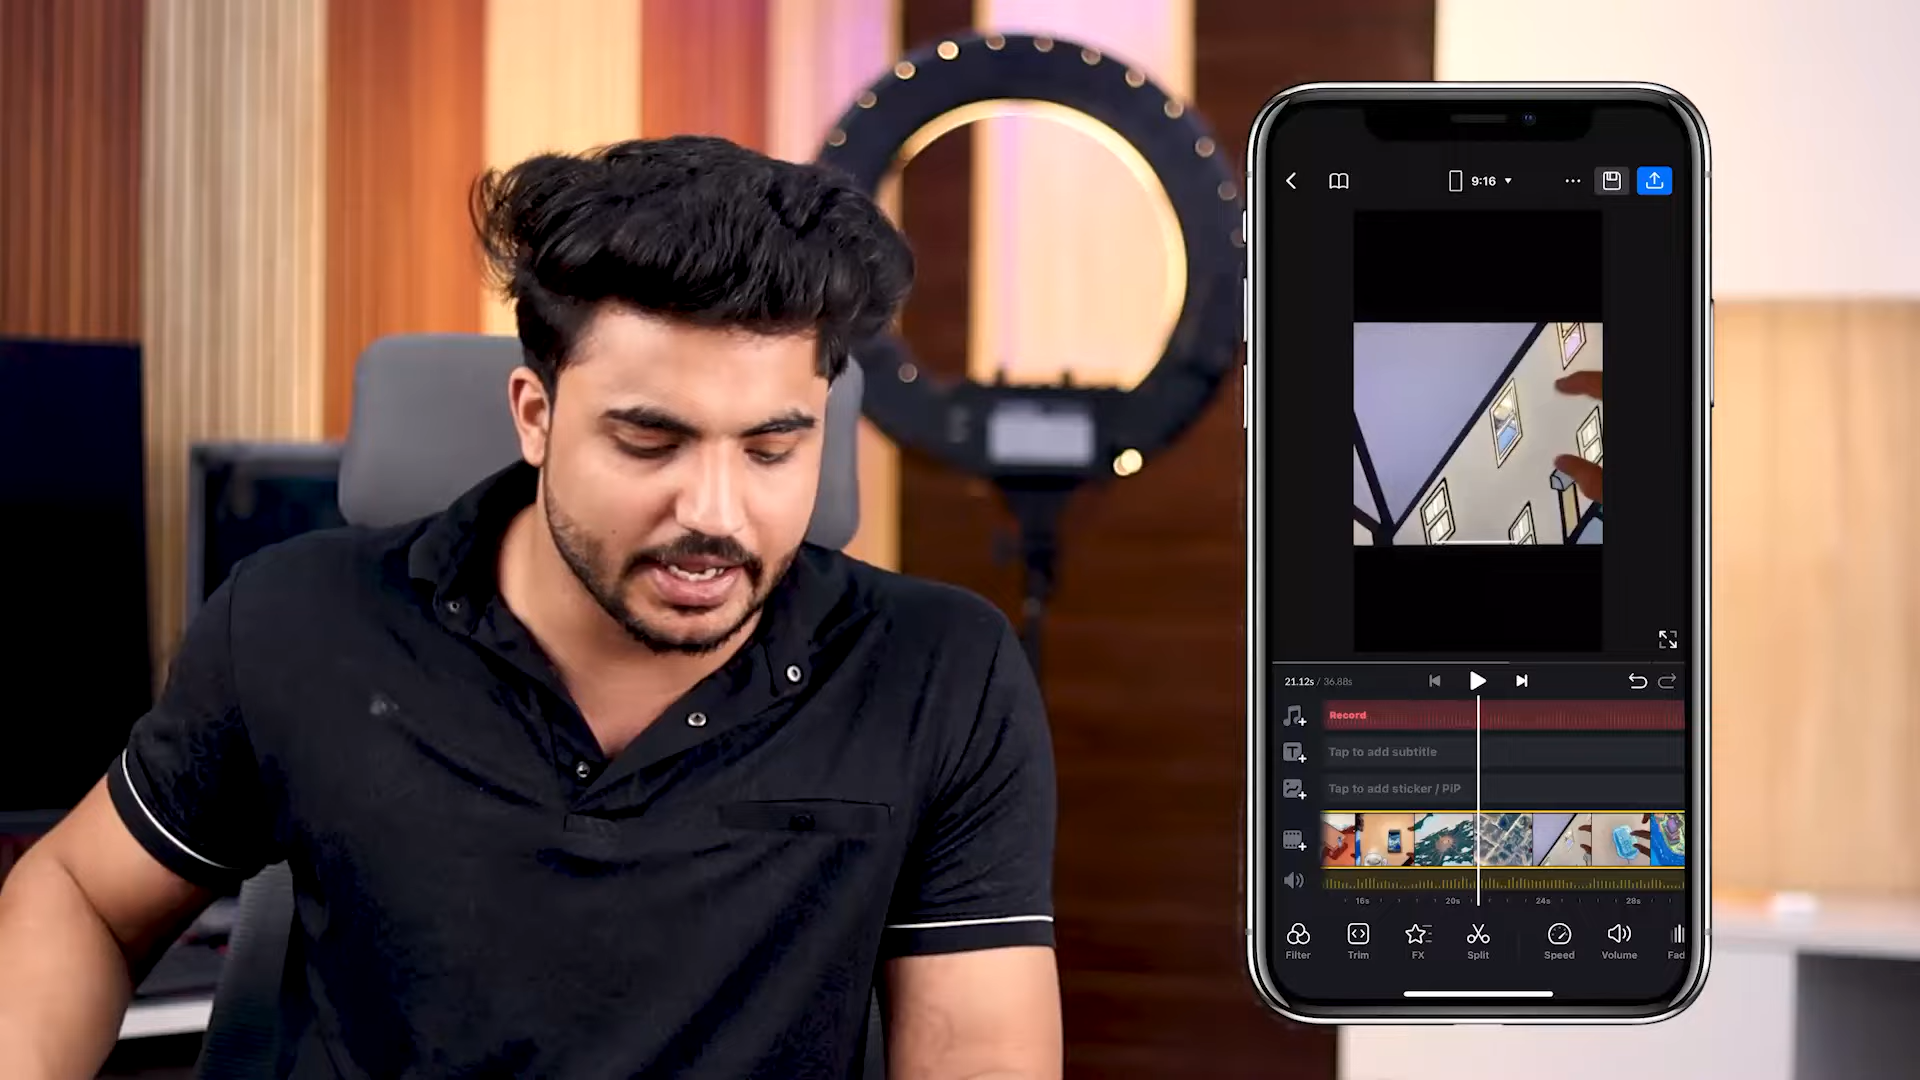 9:16
21.12s / 36.88s
Record
Tap to add subtitle
Tap to add sticker / PiP
16s 20s 24s 28s
Filter Trim FX Split Speed Volume Fad